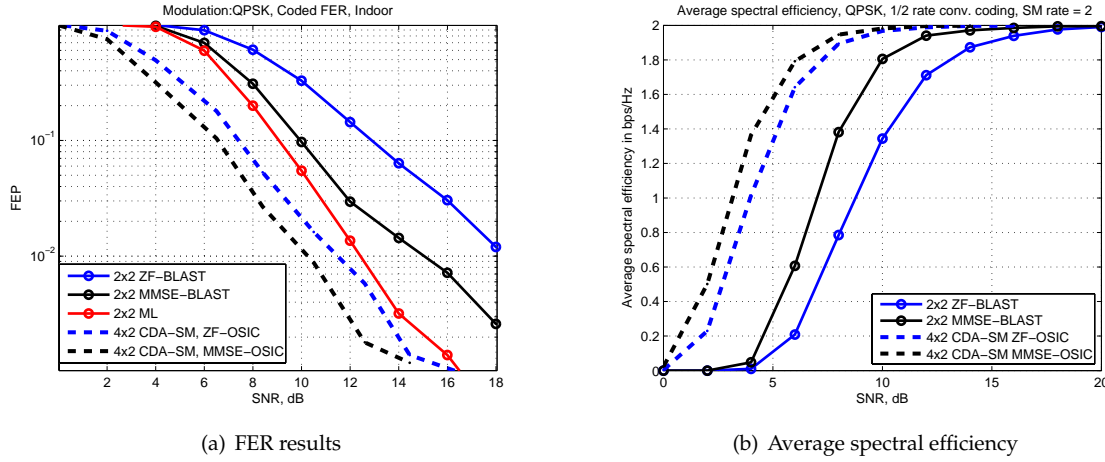 Modulation:QPSK, Coded FER, Indoor
FEP
10⁻¹
10⁻²
2x2 ZF−BLAST
2x2 MMSE−BLAST
2x2 ML
4x2 CDA−SM, ZF−OSIC
4x2 CDA−SM, MMSE−OSIC
2 4 6 8 10 12 14 16 18
SNR, dB
(a) FER results
Average spectral efficiency, QPSK, 1/2 rate conv. coding, SM rate = 2
Average spectral efficiency in bps/Hz
2
1.8
1.6
1.4
1.2
1
0.8
0.6
0.4
0.2
0
2x2 ZF−BLAST
2x2 MMSE−BLAST
4x2 CDA−SM ZF−OSIC
4x2 CDA−SM MMSE−OSIC
0 5 10 15 20
SNR, dB
(b) Average spectral efficiency